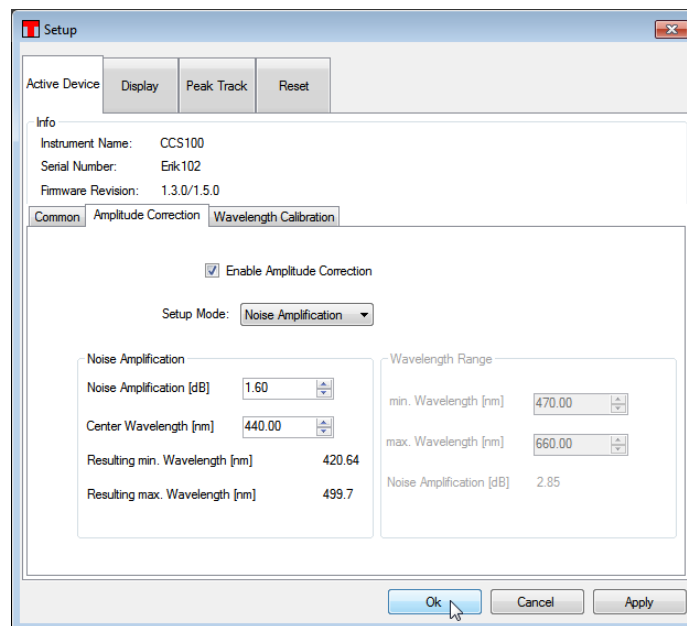 Setup
Active Device Display Peak Track Reset
Info
Instrument Name: CCS100
Serial Number: Erik102
Firmware Revision: 1.3.0/1.5.0
Common Amplitude Correction Wavelength Calibration
Enable Amplitude Correction
Setup Mode: Noise Amplification
Noise Amplification
Noise Amplification [dB] 1.60
Center Wavelength [nm] 440.00
Resulting min. Wavelength [nm] 420.64
Resulting max. Wavelength [nm] 499.7
Wavelength Range
min. Wavelength [nm] 470.00
max. Wavelength [nm] 660.00
Noise Amplification [dB] 2.85
Ok Cancel Apply